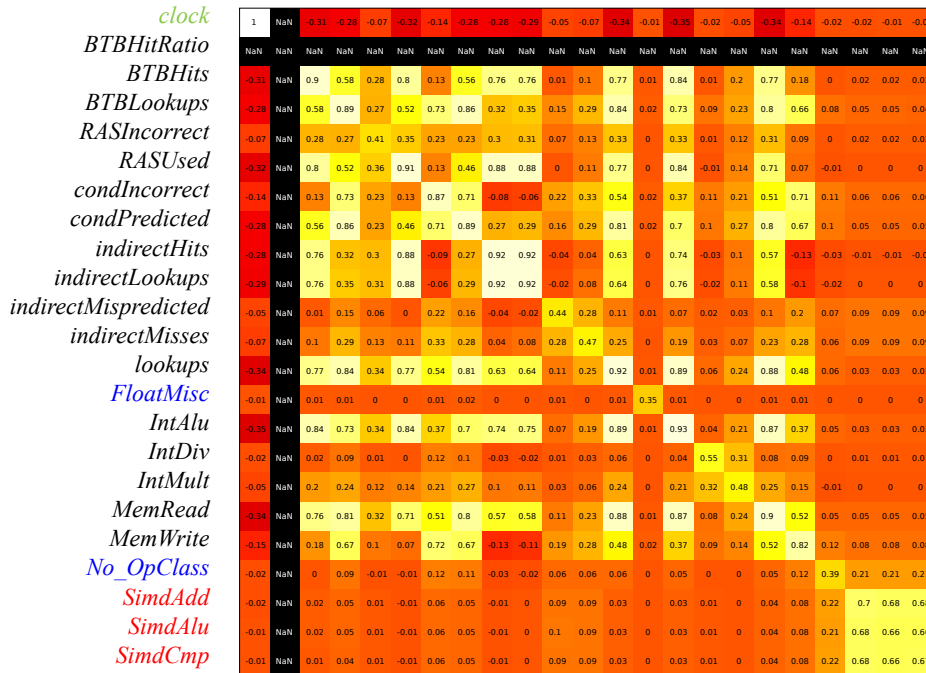 clock 1 NaN -0.31 -0.28 -0.07 -0.32 -0.14 -0.28 -0.28 -0.29 -0.05 -0.07 -0.34 -0.01 -0.35 -0.02 -0.05 -0.34 -0.14 -0.02 -0.02 -0.01
BTBHitRatio NaN NaN NaN NaN NaN NaN NaN NaN NaN NaN NaN NaN NaN NaN NaN NaN NaN NaN NaN NaN NaN NaN
BTBHits -0.31 NaN 0.9 0.58 0.28 0.8 0.13 0.56 0.76 0.76 0.01 0.1 0.77 0.01 0.84 0.01 0.2 0.77 0.18 0 0.02 0.02
BTBLookups -0.28 NaN 0.58 0.89 0.27 0.52 0.73 0.86 0.32 0.35 0.15 0.29 0.84 0.02 0.73 0.09 0.23 0.8 0.66 0.08 0.05 0.05
RASIncorrect -0.07 NaN 0.28 0.27 0.41 0.35 0.23 0.23 0.3 0.31 0.07 0.13 0.33 0 0.33 0.01 0.12 0.31 0.09 0 0.02 0.02
RASUsed -0.32 NaN 0.8 0.52 0.36 0.91 0.13 0.46 0.88 0.88 0 0.11 0.77 0 0.84 -0.01 0.14 0.71 0.07 -0.01 0 0
condIncorrect -0.14 NaN 0.13 0.73 0.23 0.13 0.87 0.71 -0.08 -0.06 0.22 0.33 0.54 0.02 0.37 0.11 0.21 0.51 0.71 0.11 0.06 0.06
condPredicted -0.28 NaN 0.56 0.86 0.23 0.46 0.71 0.89 0.27 0.29 0.16 0.29 0.81 0.02 0.7 0.1 0.27 0.8 0.67 0.1 0.05 0.05
indirectHits -0.28 NaN 0.76 0.32 0.3 0.88 -0.09 0.27 0.92 0.92 -0.04 0.04 0.63 0 0.74 -0.03 0.1 0.57 -0.13 -0.03 -0.01 -0.01
indirectLookups -0.29 NaN 0.76 0.35 0.31 0.88 -0.06 0.29 0.92 0.92 -0.02 0.08 0.64 0 0.76 -0.02 0.11 0.58 -0.1 -0.02 0 0
indirectMispredicted -0.05 NaN 0.01 0.15 0.06 0 0.22 0.16 -0.04 -0.02 0.44 0.28 0.11 0.01 0.07 0.02 0.03 0.1 0.2 0.07 0.09 0.09
indirectMisses -0.07 NaN 0.1 0.29 0.13 0.11 0.33 0.28 0.04 0.08 0.28 0.47 0.25 0 0.19 0.03 0.07 0.23 0.28 0.06 0.09 0.09
lookups -0.34 NaN 0.77 0.84 0.34 0.77 0.54 0.81 0.63 0.64 0.11 0.25 0.92 0.01 0.89 0.06 0.24 0.88 0.48 0.06 0.03 0.03
FloatMisc -0.01 NaN 0.01 0.01 0 0 0.01 0.02 0 0 0.01 0 0.01 0.35 0.01 0 0 0.01 0.01 0 0 0
IntAlu -0.35 NaN 0.84 0.73 0.34 0.84 0.37 0.7 0.74 0.75 0.07 0.19 0.89 0.01 0.93 0.04 0.21 0.87 0.37 0.05 0.03 0.03
IntDiv -0.02 NaN 0.02 0.09 0.01 0 0.12 0.1 -0.03 -0.02 0.01 0.03 0.06 0 0.04 0.55 0.31 0.08 0.09 0 0.01 0.01
IntMult -0.05 NaN 0.2 0.24 0.12 0.14 0.21 0.27 0.1 0.11 0.03 0.06 0.24 0 0.21 0.32 0.48 0.25 0.15 -0.01 0 0
MemRead -0.34 NaN 0.76 0.81 0.32 0.71 0.51 0.8 0.57 0.58 0.11 0.23 0.88 0.01 0.87 0.08 0.24 0.9 0.52 0.05 0.05 0.05
MemWrite -0.15 NaN 0.18 0.67 0.1 0.07 0.72 0.67 -0.13 -0.11 0.19 0.28 0.48 0.02 0.37 0.09 0.14 0.52 0.82 0.12 0.08 0.08
No_OpClass -0.02 NaN 0 0.09 -0.01 -0.01 0.12 0.11 -0.03 -0.02 0.06 0.06 0.06 0 0.05 0 0 0.05 0.12 0.39 0.21 0.21
SimdAdd -0.02 NaN 0.02 0.05 0.01 -0.01 0.06 0.05 -0.01 0 0.09 0.09 0.03 0 0.03 0.01 0 0.04 0.08 0.22 0.7 0.68
SimdAlu -0.01 NaN 0.02 0.05 0.01 -0.01 0.06 0.05 -0.01 0 0.1 0.09 0.03 0 0.03 0.01 0 0.04 0.08 0.21 0.68 0.66
SimdCmp -0.01 NaN 0.01 0.04 0.01 -0.01 0.06 0.05 -0.01 0 0.09 0.09 0.03 0 0.03 0.01 0 0.04 0.08 0.22 0.68 0.66